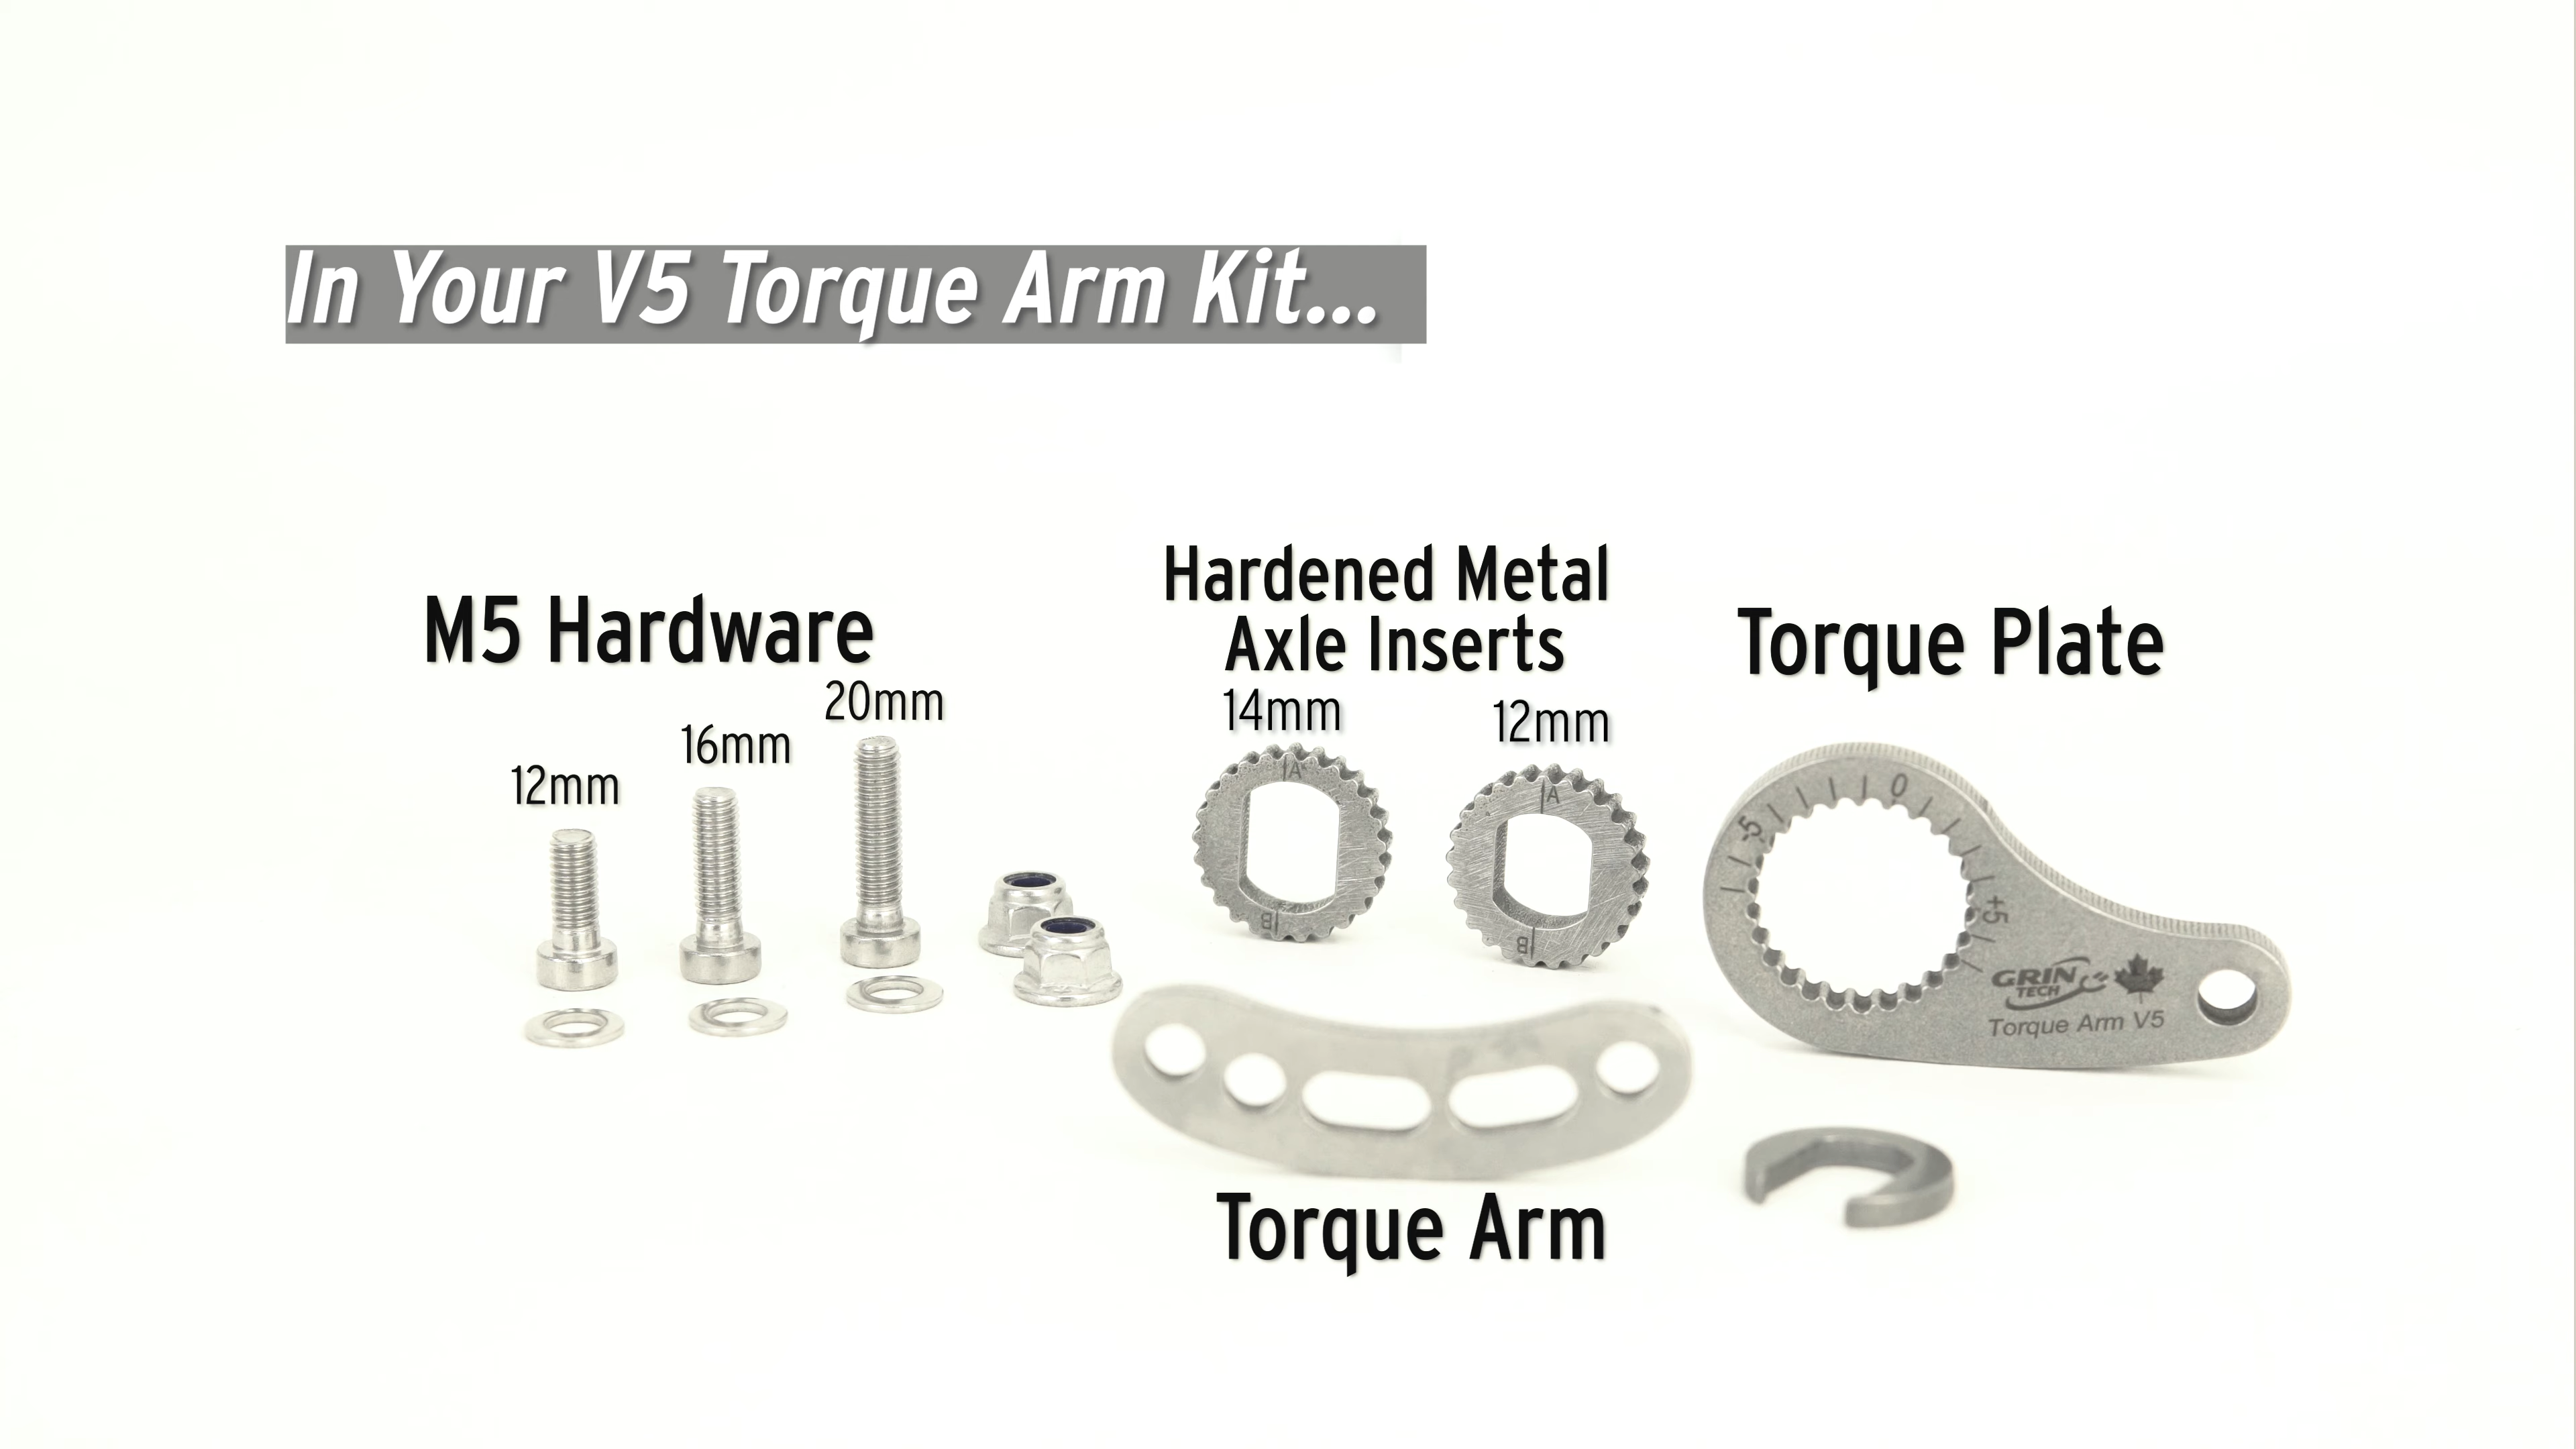 In Your V5 Torque Arm Kit...
M5 Hardware
12mm
16mm
20mm
Hardened Metal
Axle Inserts
14mm
12mm
A
B
A
B
Torque Plate
-5
0
+5
GRIN
TECH
Torque Arm V5
Torque Arm